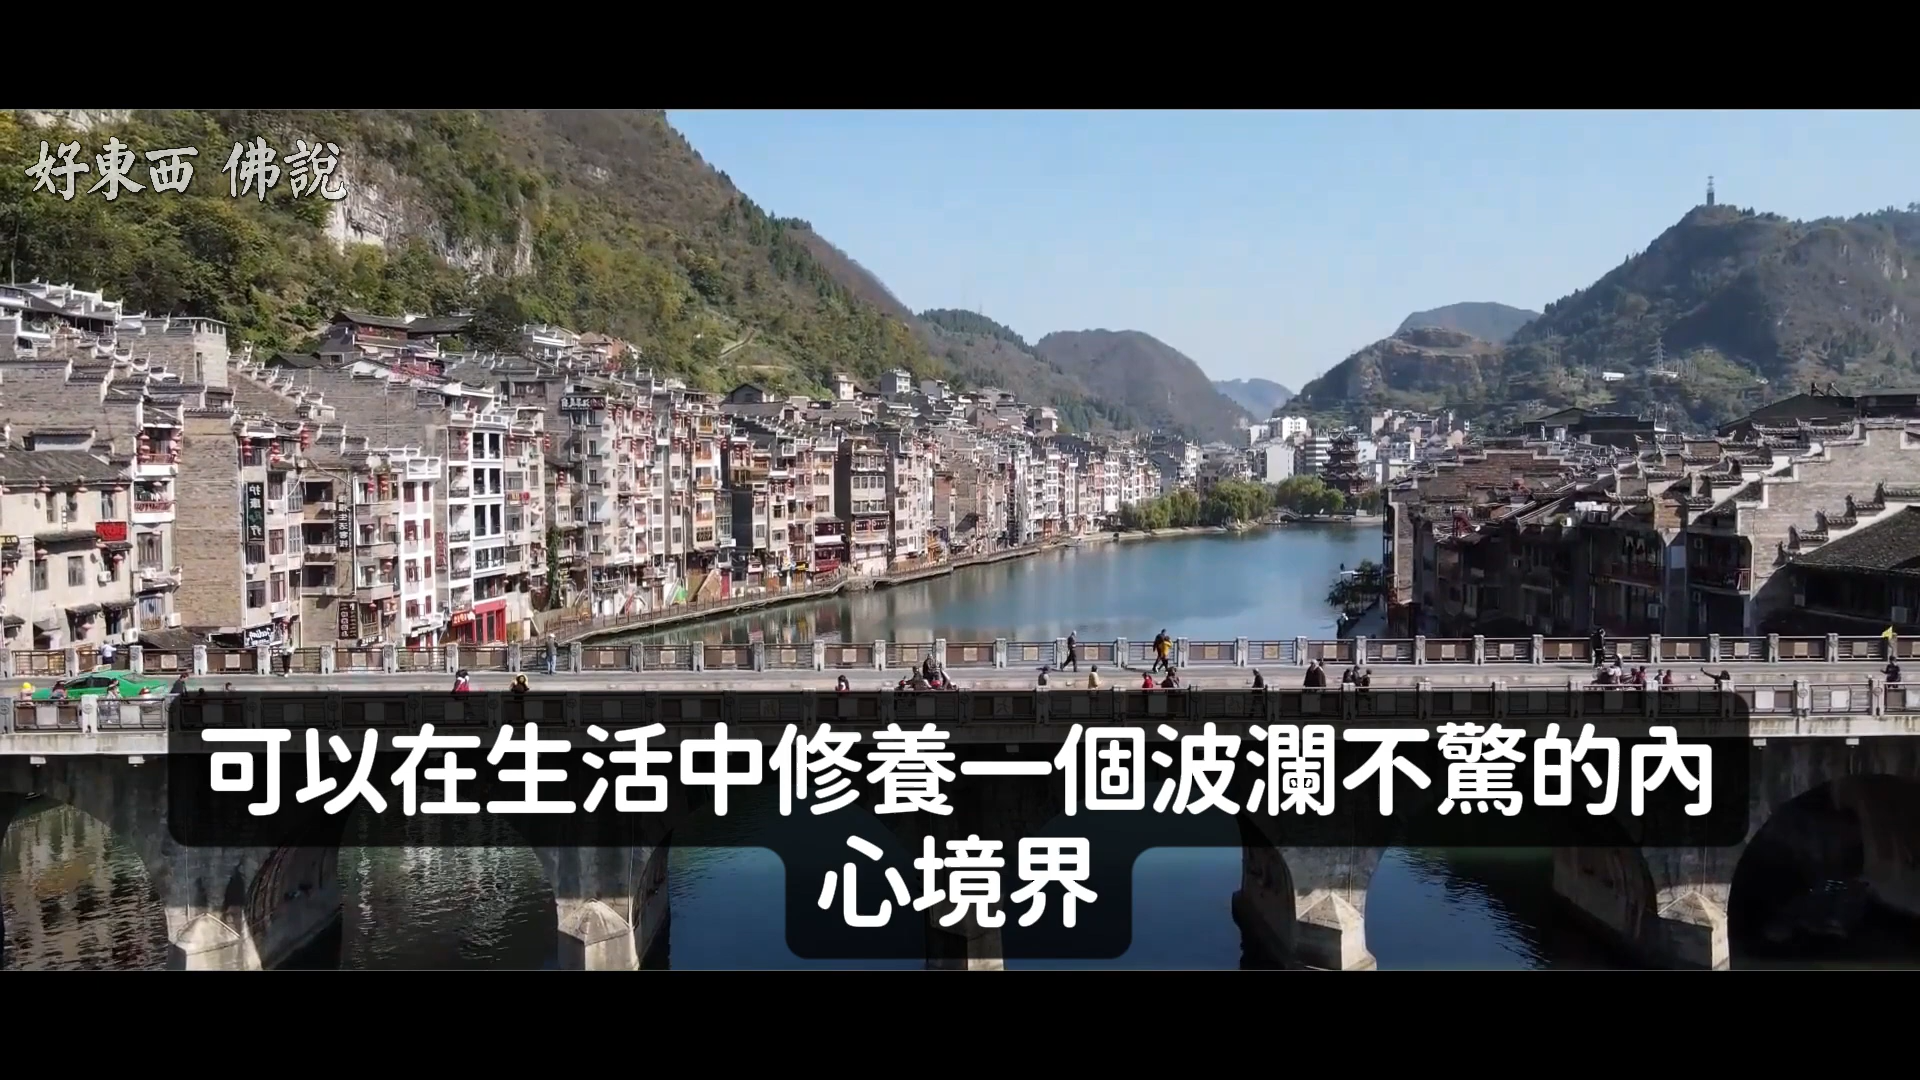 好東西 佛說
可以在生活中修養一個波瀾不驚的內
心境界